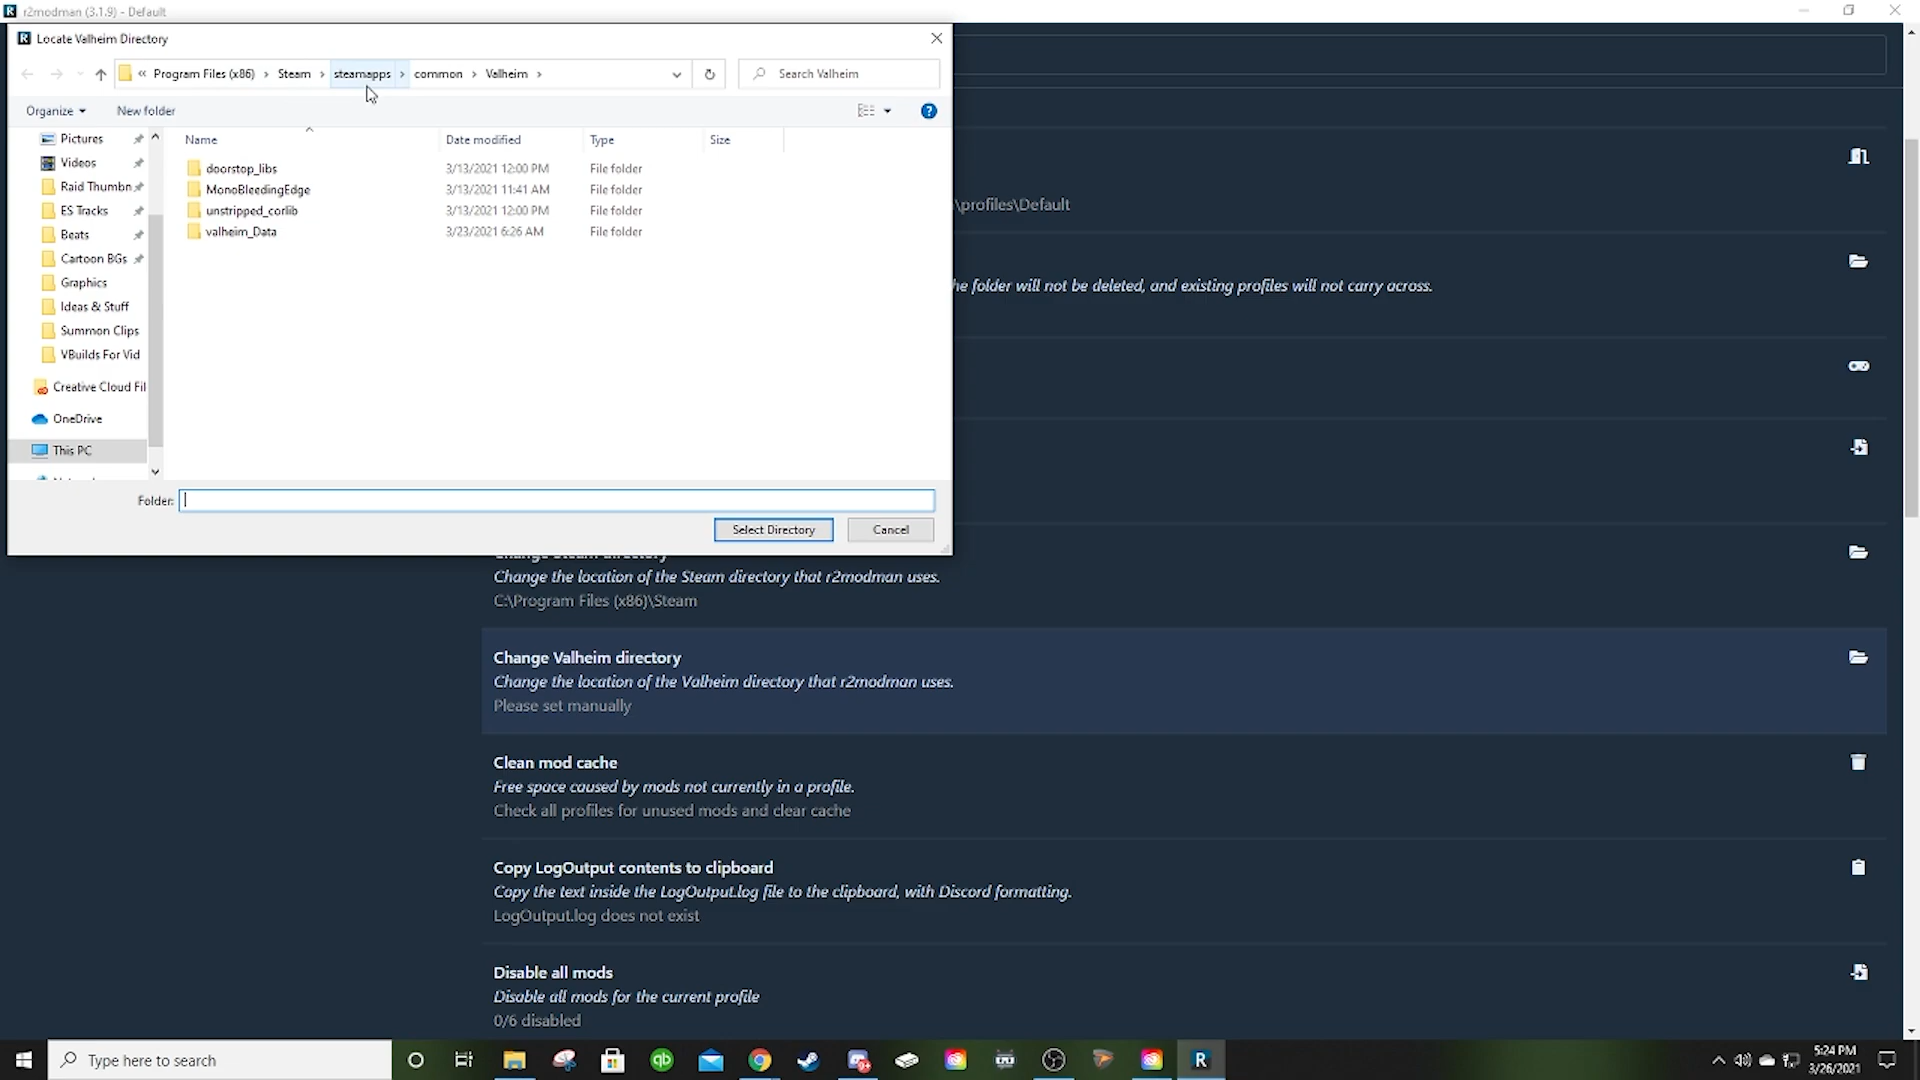 r2modman (3.1.9) - Default
Locate Valheim Directory
« Program Files (x86) › Steam › steamapps › common › Valheim ›
Search Valheim
Organize
New folder
Name
Date modified
Type
Size
Pictures
Videos
Raid Thumbn
ES Tracks
Beats
Cartoon BGs
Graphics
Ideas & Stuff
Summon Clips
VBuilds For Vid
Creative Cloud Fil
OneDrive
This PC
doorstop_libs 3/13/2021 12:00 PM File folder
MonoBleedingEdge 3/13/2021 11:41 AM File folder
unstripped_corlib 3/13/2021 12:00 PM File folder
valheim_Data 3/23/2021 6:26 AM File folder
Folder:
Select Directory
Cancel
\profiles\Default
he folder will not be deleted, and existing profiles will not carry across.
Change Steam directory
Change the location of the Steam directory that r2modman uses.
C:\Program Files (x86)\Steam
Change Valheim directory
Change the location of the Valheim directory that r2modman uses.
Please set manually
Clean mod cache
Free space caused by mods not currently in a profile.
Check all profiles for unused mods and clear cache
Copy LogOutput contents to clipboard
Copy the text inside the LogOutput.log file to the clipboard, with Discord formatting.
LogOutput.log does not exist
Disable all mods
Disable all mods for the current profile
0/6 disabled
Type here to search
5:24 PM
3/26/2021